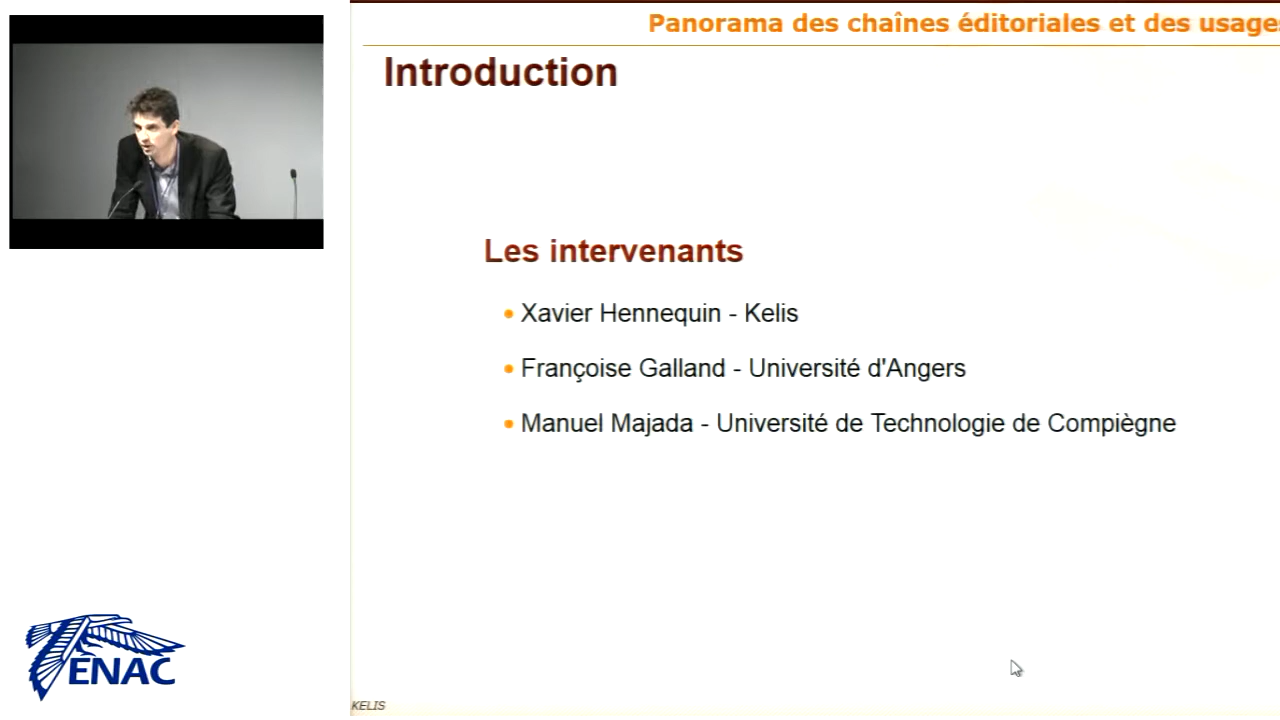 Panorama des chaînes éditoriales et des usage
Introduction
Les intervenants
Xavier Hennequin - Kelis
Françoise Galland - Université d'Angers
Manuel Majada - Université de Technologie de Compiègne
ENAC
KELIS